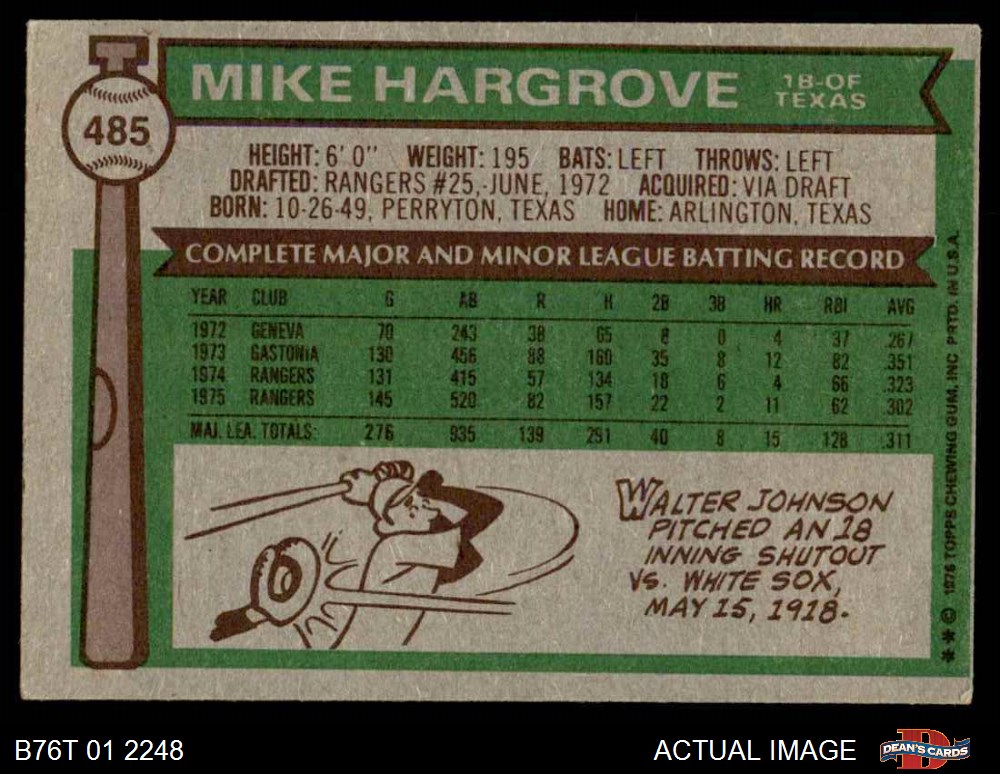 MIKE HARGROVE
1B-OF
TEXAS
485
HEIGHT: 6' 0" WEIGHT: 195 BATS: LEFT THROWS: LEFT
DRAFTED: RANGERS #25,-JUNE, 1972 ACQUIRED: VIA DRAFT
BORN: 10-26-49, PERRYTON, TEXAS HOME: ARLINGTON, TEXAS
COMPLETE MAJOR AND MINOR LEAGUE BATTING RECORD
YEAR CLUB G AB R H 2B 3B HR RBI AVG
1972 GENEVA 70 243 38 65 8 0 4 37 .267
1973 GASTONIA 130 456 88 160 35 8 12 82 .351
1974 RANGERS 131 415 57 134 18 6 4 66 .323
1975 RANGERS 145 520 82 157 22 2 11 62 .302
MAJ. LEA. TOTALS 276 935 139 291 40 8 15 128 .311
WALTER JOHNSON
PITCHED AN 18
INNING SHUTOUT
VS. WHITE SOX,
MAY 15, 1918.
** © 1976 TOPPS CHEWING GUM, INC PRTD. IN U.S.A.
B76T 01 2248
ACTUAL IMAGE
D
DEAN'S CARDS